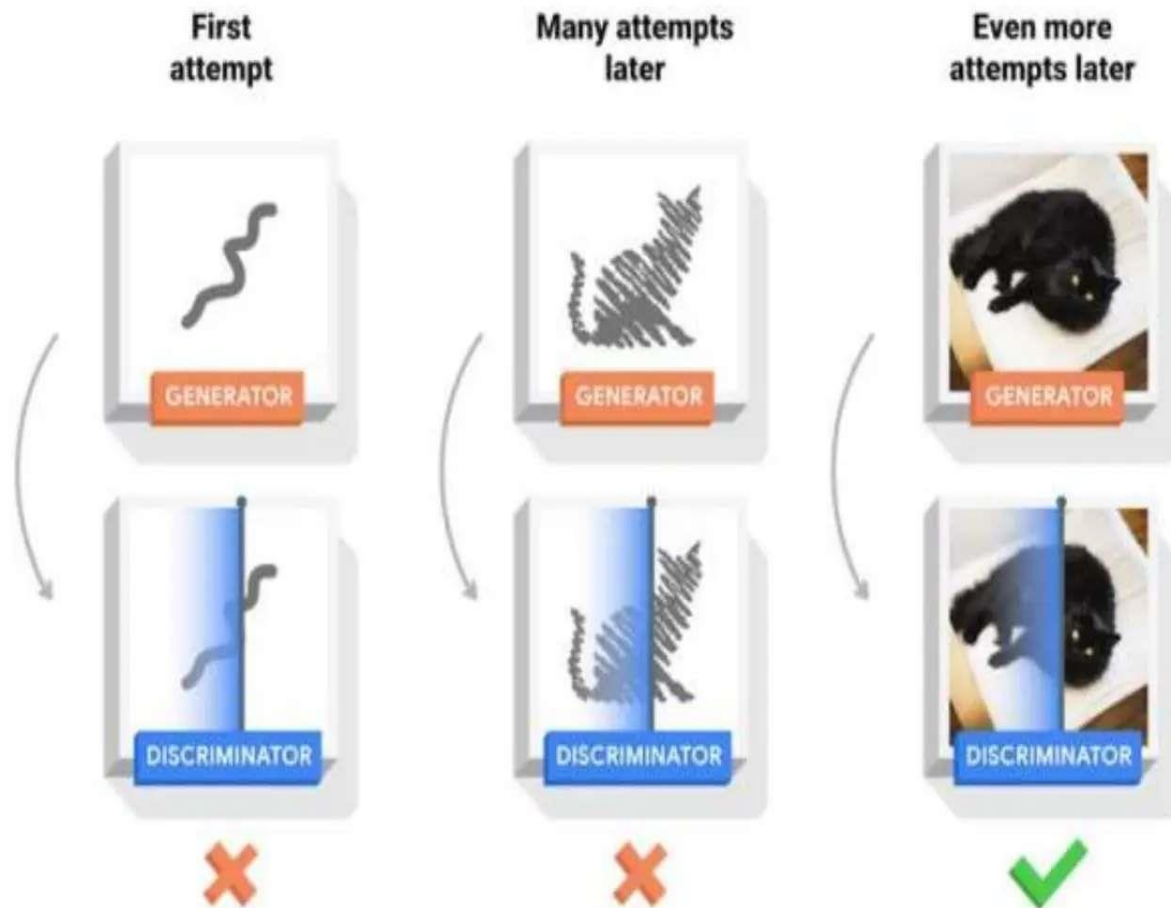 First
attempt
Many attempts
later
Even more
attempts later
GENERATOR
GENERATOR
GENERATOR
DISCRIMINATOR
DISCRIMINATOR
DISCRIMINATOR